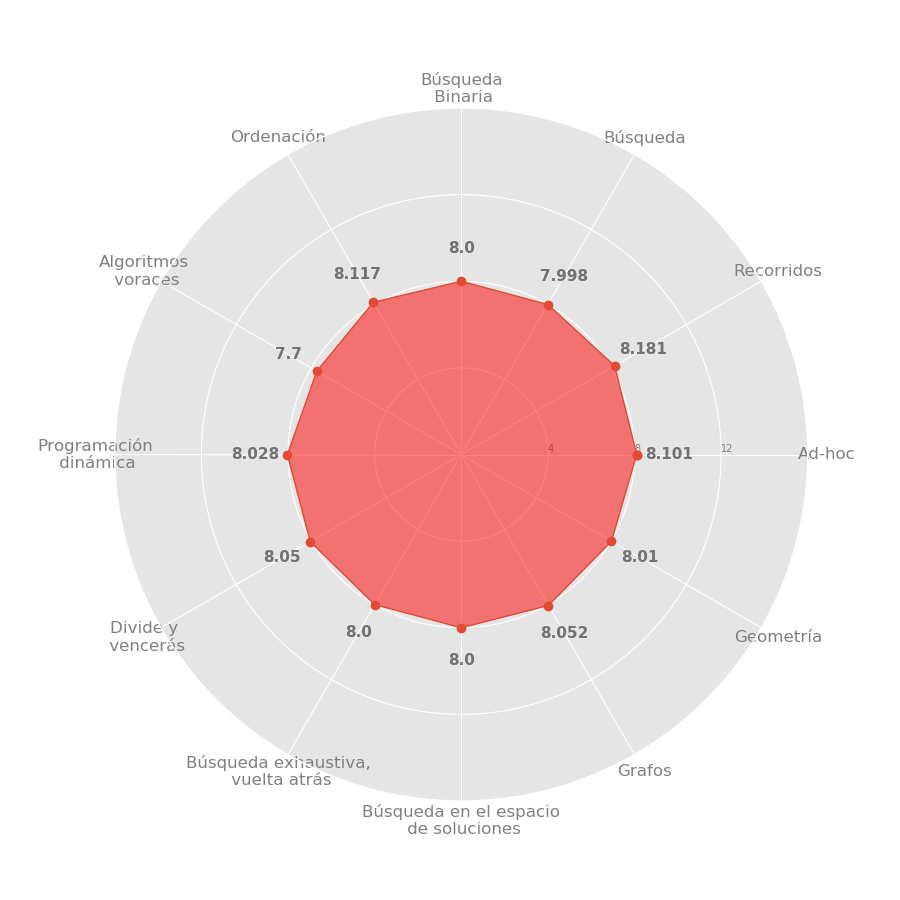 Búsqueda
Binaria
Ordenación
Búsqueda
8.0
Algoritmos
voraces
8.117
7.998
Recorridos
7.7
8.181
Programación
dinámica
8.028
4
8
12
8.101
Ad-hoc
8.05
8.01
Divide y
vencerás
8.0
8.052
Geometría
8.0
Búsqueda exhaustiva,
vuelta atrás
Grafos
Búsqueda en el espacio
de soluciones